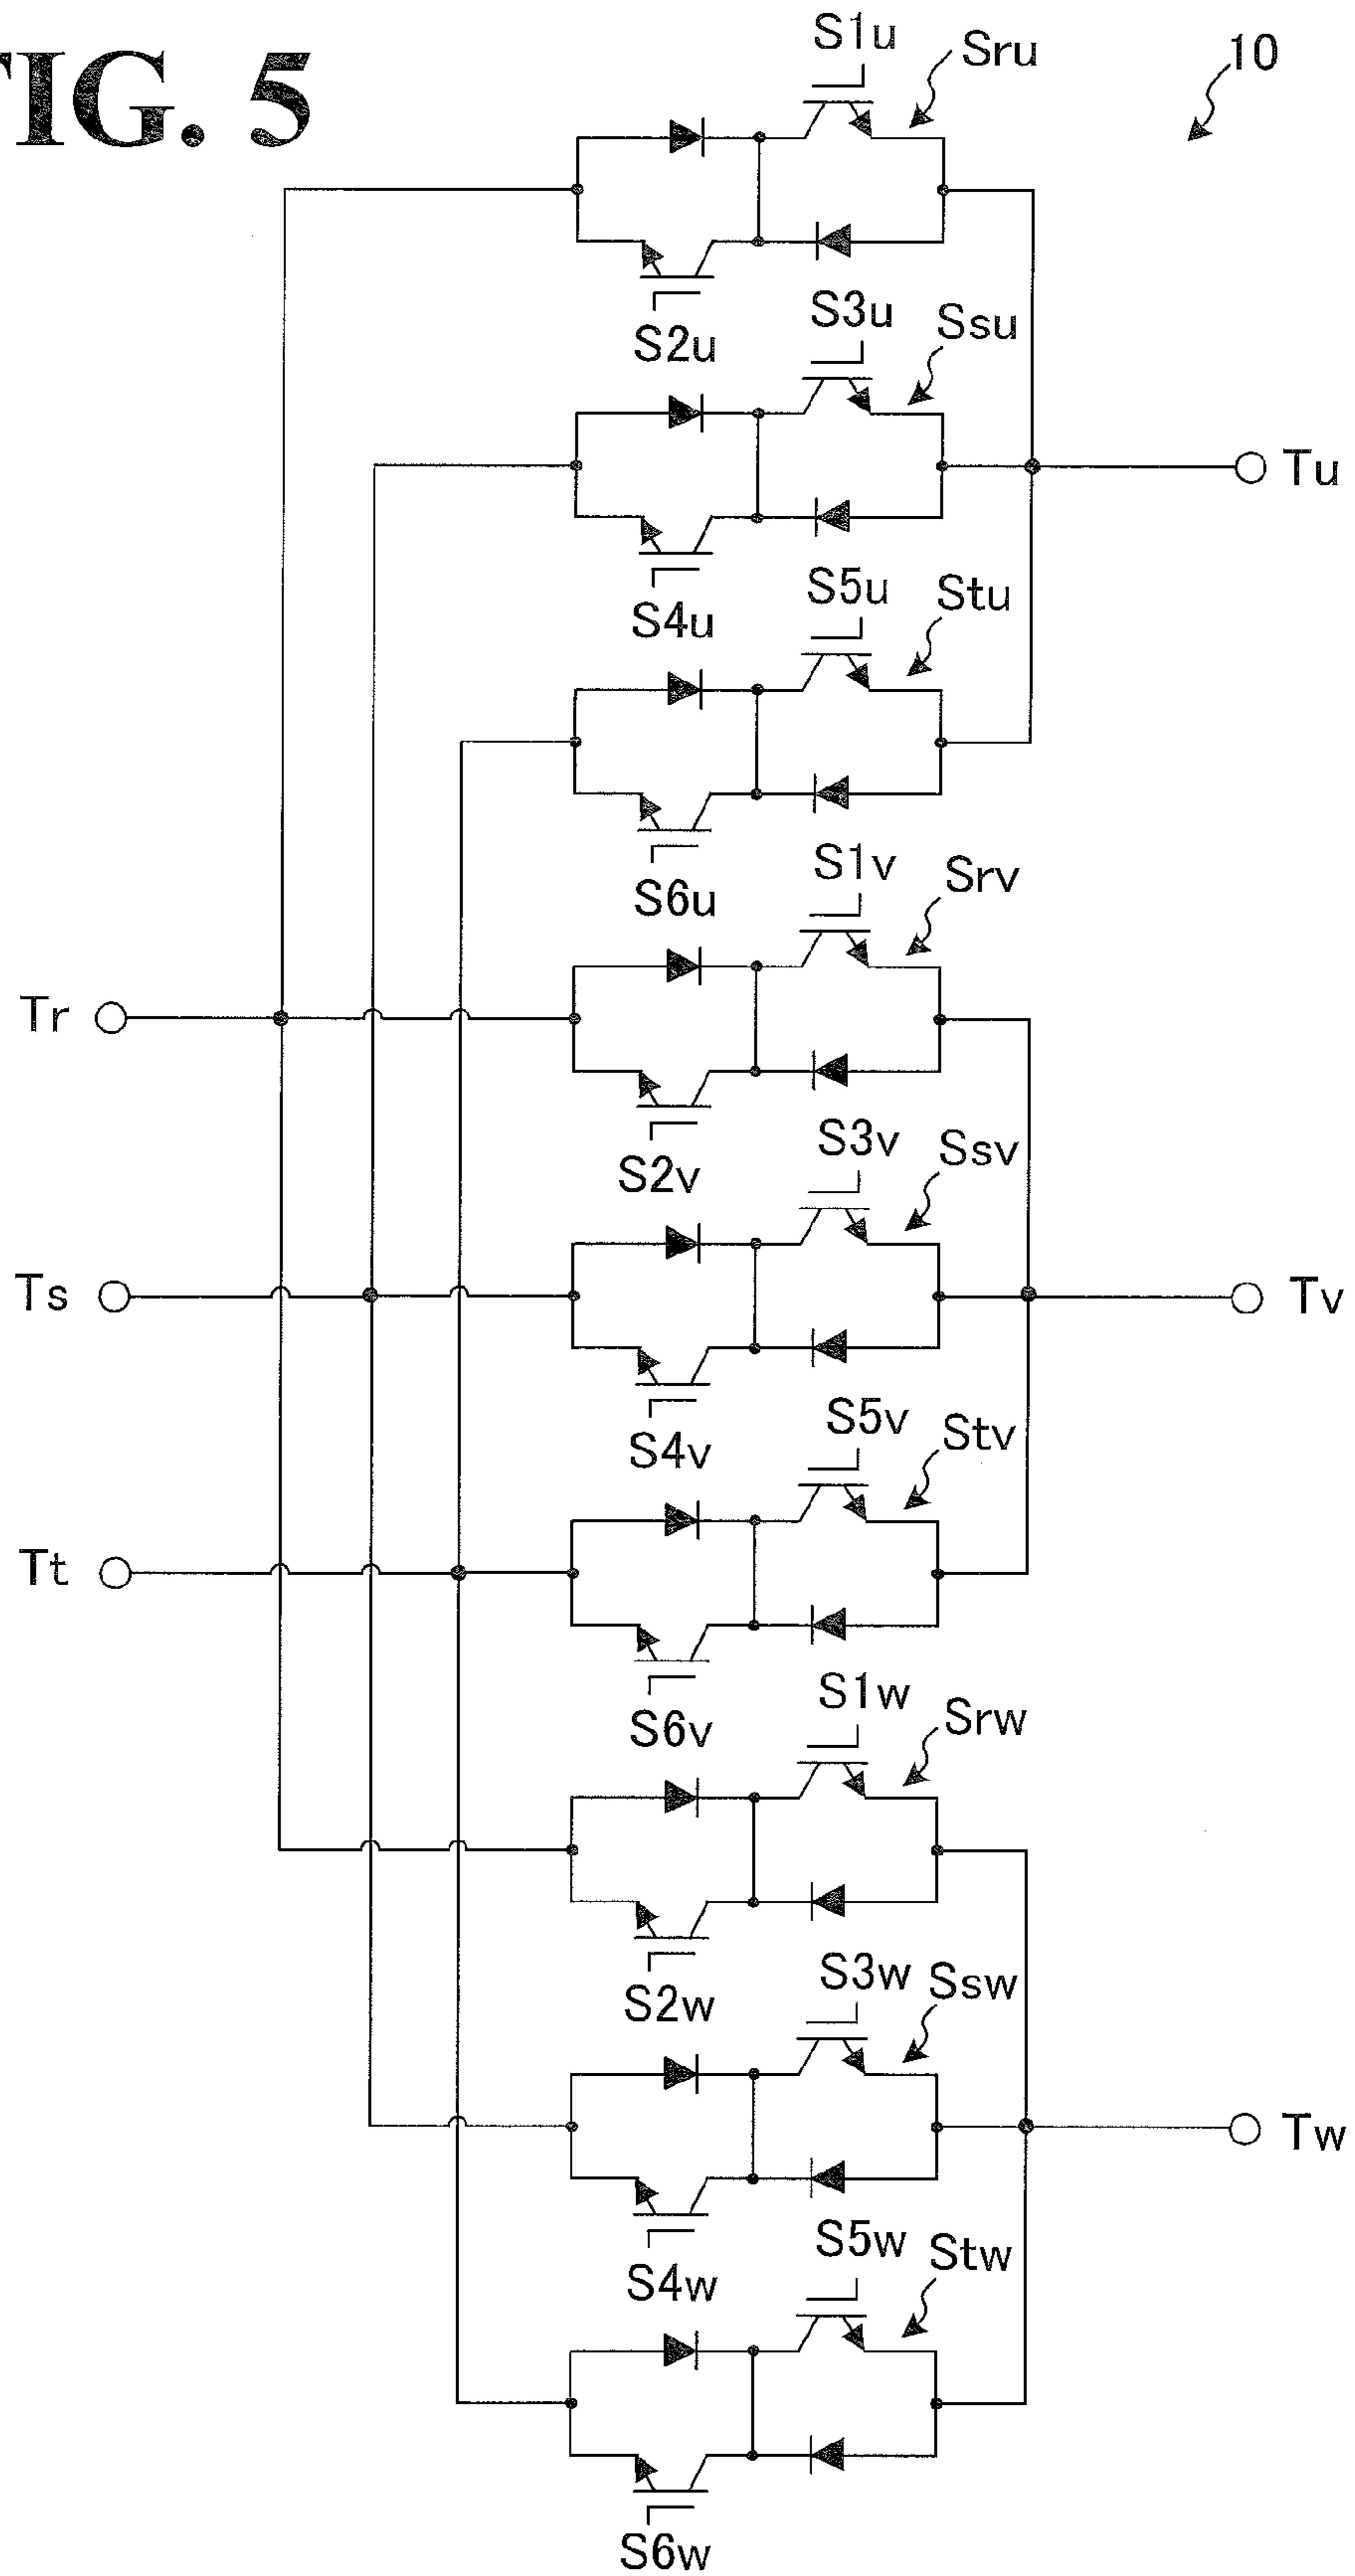 FIG. 5
10
S1u
Sru
S2u
S3u
Ssu
Tu
S4u
S5u
Stu
S6u
S1v
Srv
Tr
S2v
S3v
Ssv
Ts
Tv
S4v
S5v
Stv
Tt
S6v
S1w
Srw
S2w
S3w
Ssw
Tw
S4w
S5w
Stw
S6w